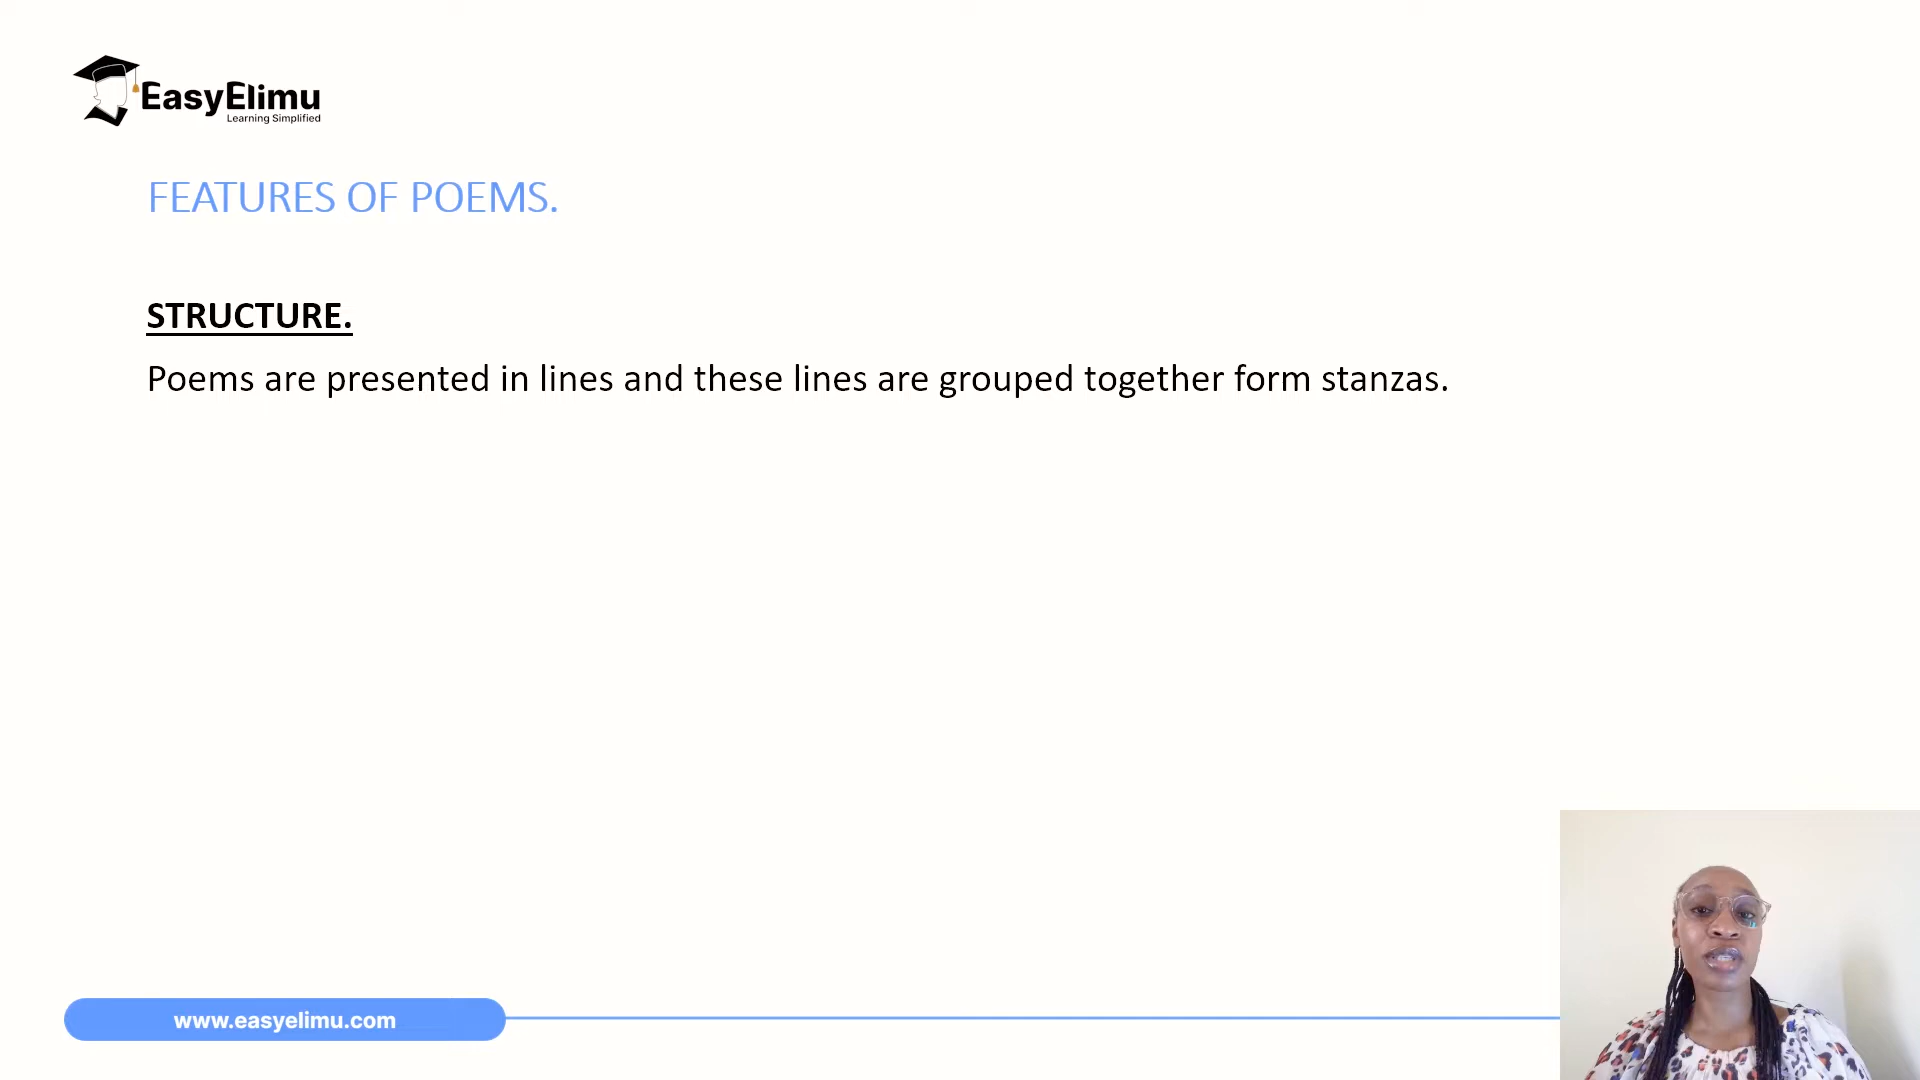 EasyElimu
Learning Simplified
FEATURES OF POEMS.
STRUCTURE.
Poems are presented in lines and these lines are grouped together form stanzas.
www.easyelimu.com